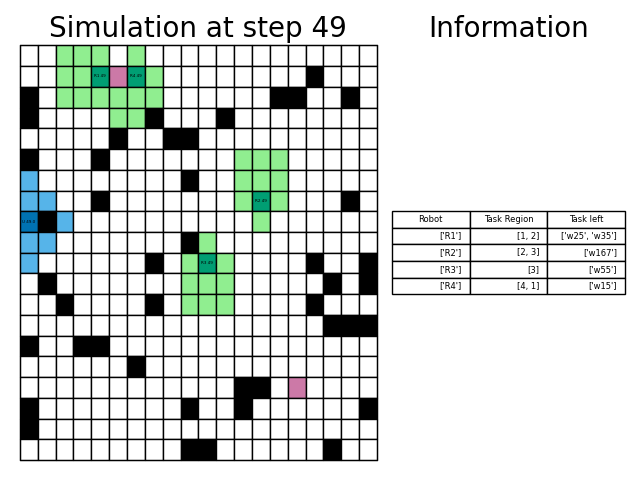 Simulation at step 49
Information
R1 49
R4 49
R2 49
R3 49
Robot Task Region Task left
['R1'] [1, 2] ['w25', 'w35']
['R2'] [2, 3] ['w167']
['R3'] [3] ['w55']
['R4'] [4, 1] ['w15']